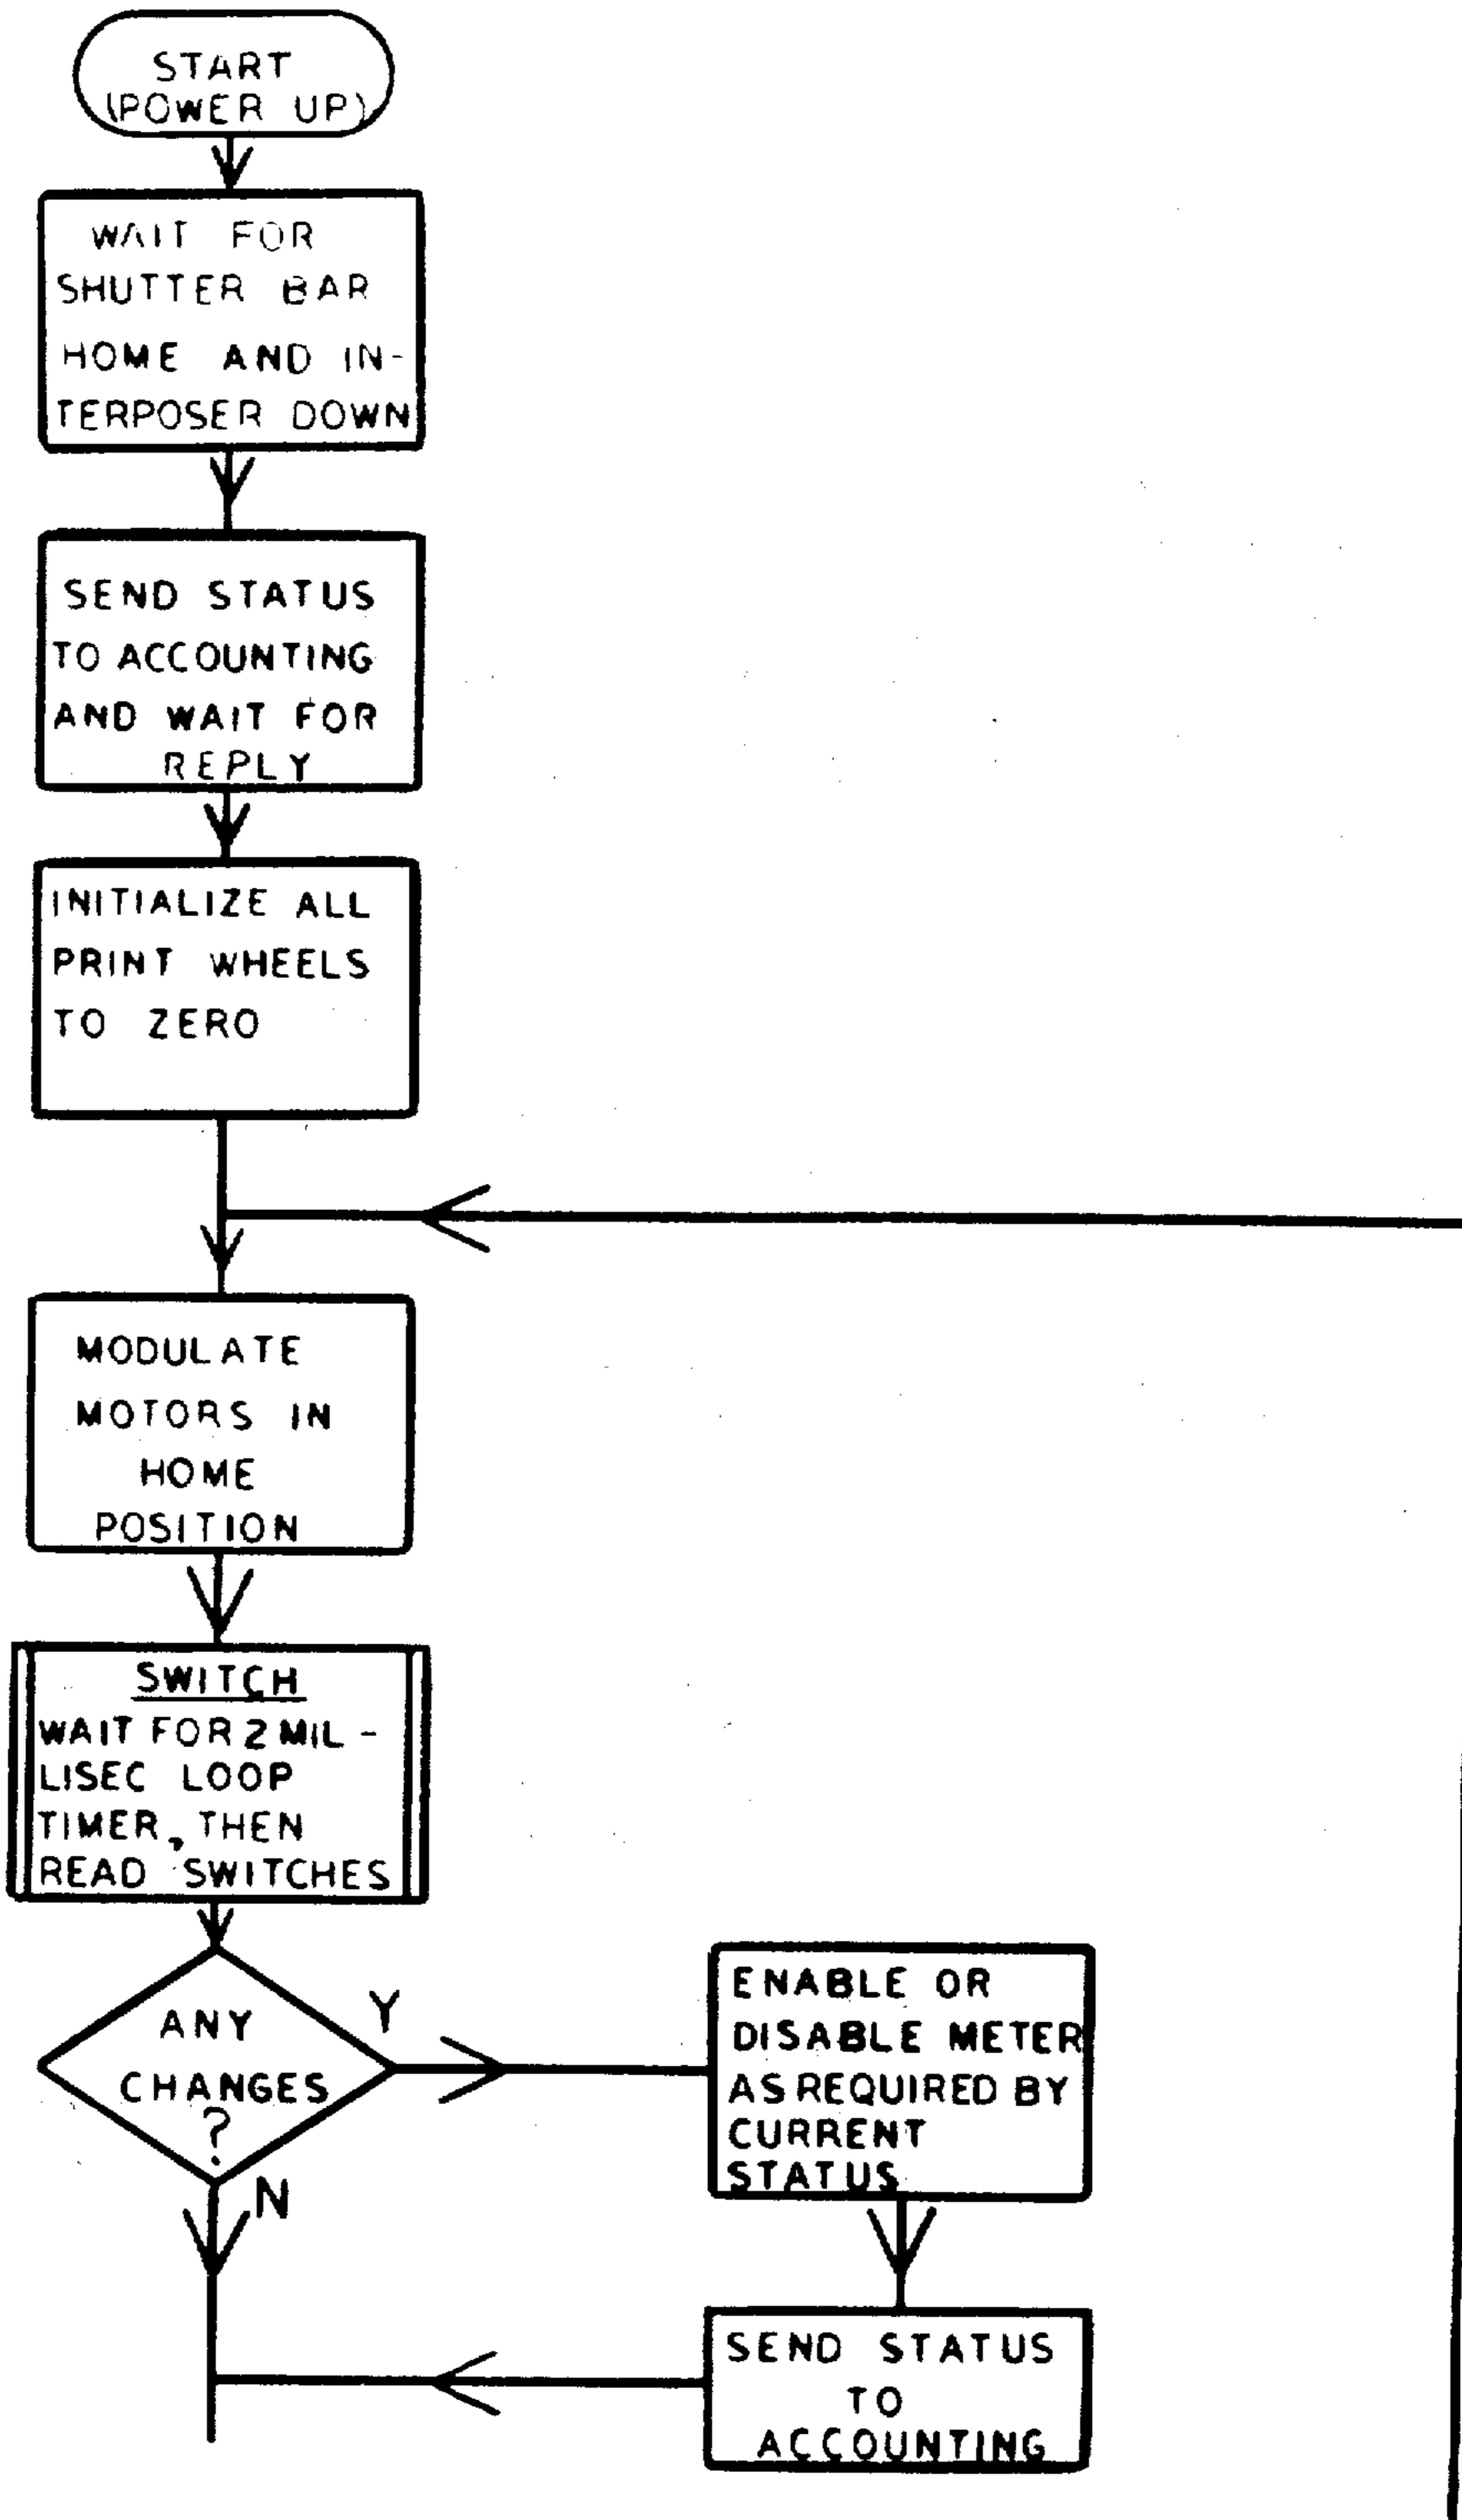 START
(POWER UP)
WAIT FOR
SHUTTER BAR
HOME AND IN-
TERPOSER DOWN
SEND STATUS
TO ACCOUNTING
AND WAIT FOR
REPLY
INITIALIZE ALL
PRINT WHEELS
TO ZERO
MODULATE
MOTORS IN
HOME
POSITION
SWITCH
WAIT FOR 2 MIL-
LISEC LOOP
TIMER, THEN
READ SWITCHES
ANY
CHANGES
?
Y
N
ENABLE OR
DISABLE METER
AS REQUIRED BY
CURRENT
STATUS
SEND STATUS
TO
ACCOUNTING